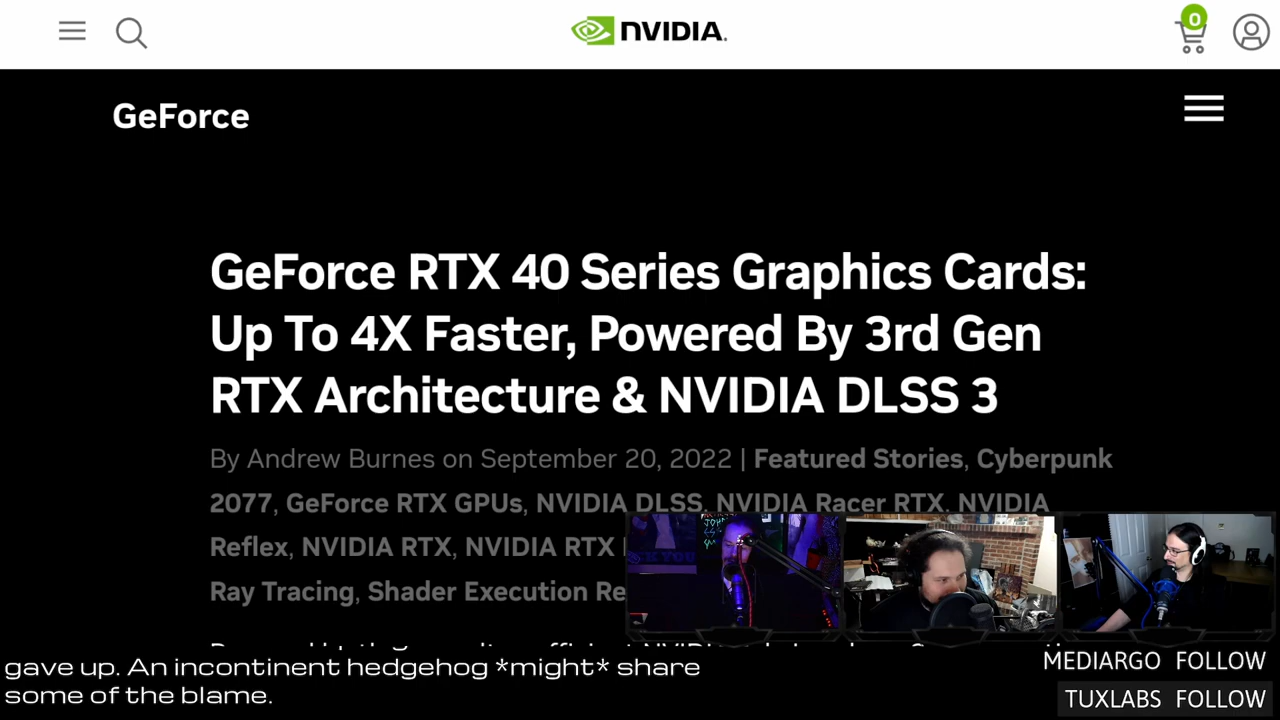 0
NVIDIA.
GeForce
GeForce RTX 40 Series Graphics Cards:
Up To 4X Faster, Powered By 3rd Gen
RTX Architecture & NVIDIA DLSS 3
By Andrew Burnes on September 20, 2022 | Featured Stories, Cyberpunk
2077, GeForce RTX GPUs, NVIDIA DLSS, NVIDIA Racer RTX, NVIDIA
Reflex, NVIDIA RTX, NVIDIA RTX
Ray Tracing, Shader Execution Re
gave up. An incontinent hedgehog *might* share
some of the blame.
MEDIARGO FOLLOW
TUXLABS FOLLOW